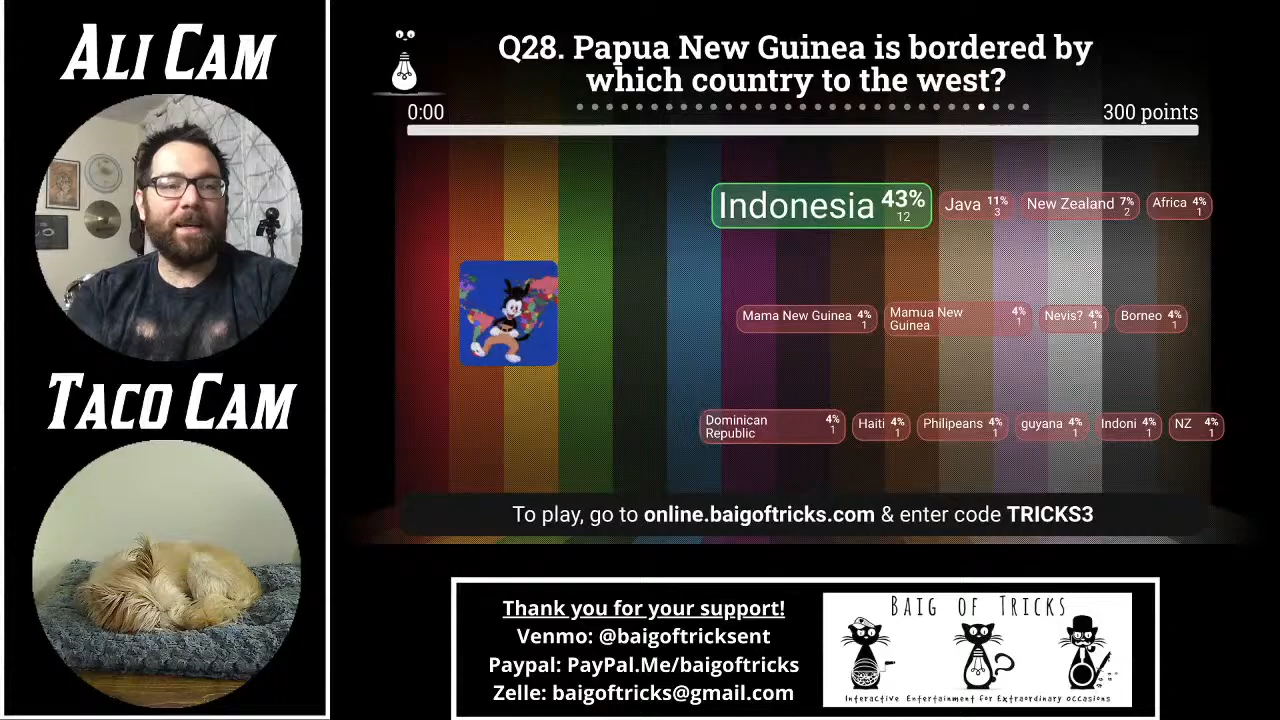 ALI CAM
TACO CAM
Q28. Papua New Guinea is bordered by
which country to the west?
0:00
300 points
Indonesia 43% 12
Java 11% 3
New Zealand 7% 2
Africa 4% 1
Mama New Guinea 4% 1
Mamua New
Guinea 4% 1
Nevis? 4% 1
Borneo 4% 1
Dominican
Republic 4% 1
Haiti 4% 1
Philipeans 4% 1
guyana 4% 1
Indoni 4% 1
NZ 4% 1
To play, go to online.baigoftricks.com & enter code TRICKS3
Thank you for your support!
Venmo: @baigoftricksent
Paypal: PayPal.Me/baigoftricks
Zelle: baigoftricks@gmail.com
BAIG OF TRICKS
Interactive Entertainment for Extraordinary occasions